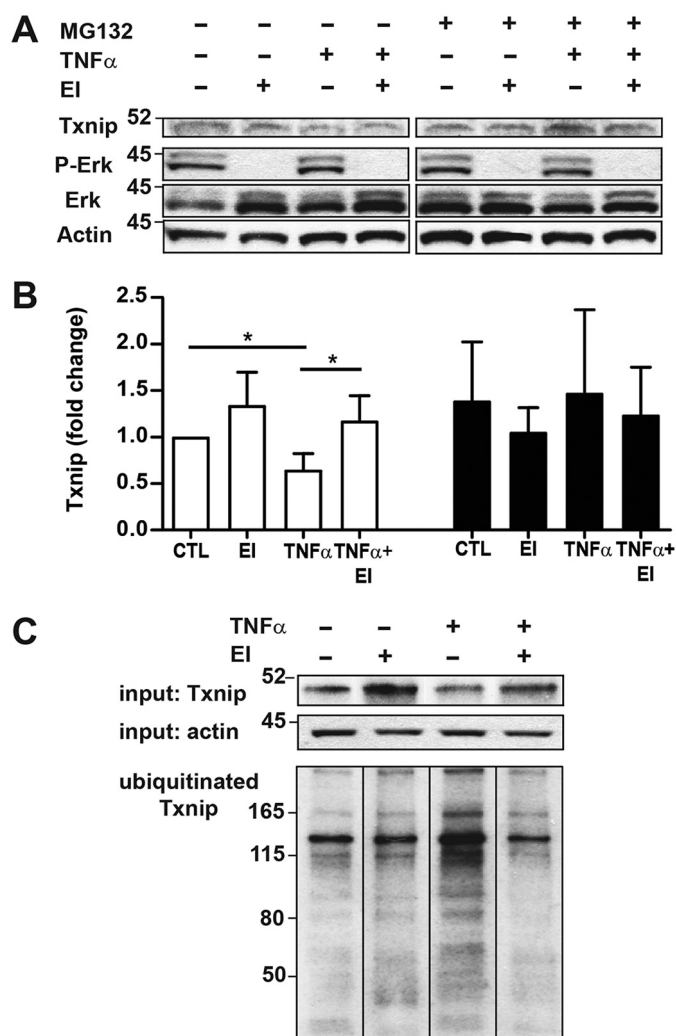 A
MG132 – – – – + + + +
TNFα – – + + – – + +
EI – + – + – + – +
Txnip 52
P-Erk 45
Erk 45
Actin 45
B
Txnip (fold change)
2.5
2.0
1.5
1.0
0.5
0.0
* *
CTL EI TNFα TNFα+ CTL EI TNFα TNFα+
EI EI
C
TNFα – – + +
EI – + – +
input: Txnip 52
input: actin 45
ubiquitinated
Txnip
165
115
80
50